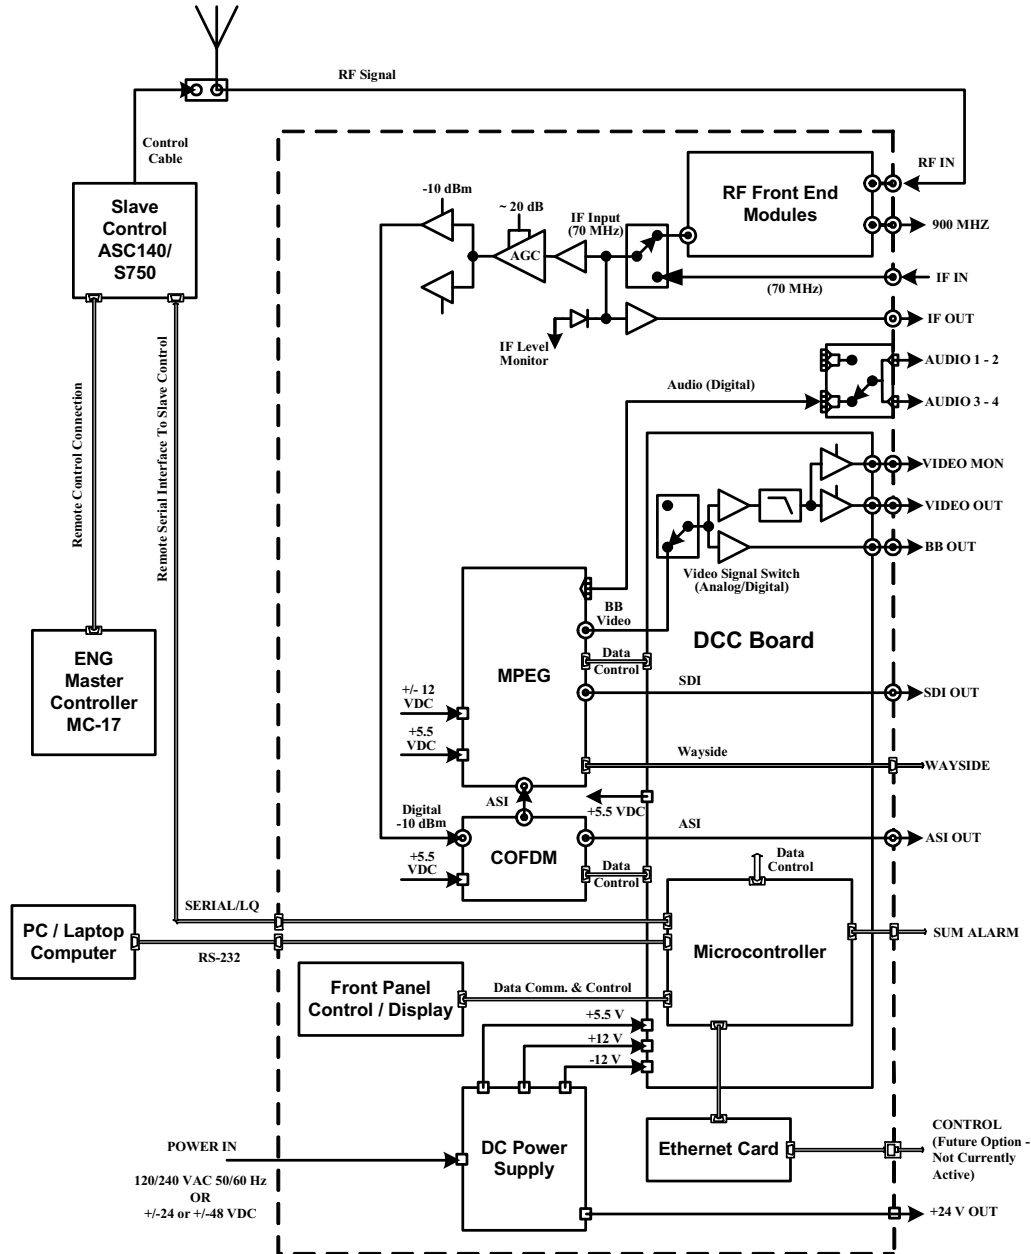 RF Signal
Control
Cable
RF IN
Slave
Control
ASC140/
S750
RF Front End
Modules
-10 dBm
~ 20 dB
IF Input
(70 MHz)
AGC
900 MHZ
IF IN
(70 MHz)
IF OUT
IF Level
Monitor
AUDIO 1 - 2
Audio (Digital)
AUDIO 3 - 4
Remote Control Connection
Remote Serial Interface To Slave Control
VIDEO MON
VIDEO OUT
BB OUT
Video Signal Switch
(Analog/Digital)
BB
Video
DCC Board
MPEG
Data
Control
ENG
Master
Controller
MC-17
+/- 12
VDC
SDI
SDI OUT
+5.5
VDC
Wayside
WAYSIDE
ASI
+5.5 VDC
Digital
-10 dBm
ASI
ASI OUT
COFDM
+5.5
VDC
Data
Control
Data
Control
SERIAL/LQ
PC / Laptop
Computer
RS-232
Microcontroller
SUM ALARM
Front Panel
Control / Display
Data Comm. & Control
+5.5 V
+12 V
-12 V
POWER IN
120/240 VAC 50/60 Hz
OR
+/-24 or +/-48 VDC
DC Power
Supply
Ethernet Card
CONTROL
(Future Option -
Not Currently
Active)
+24 V OUT